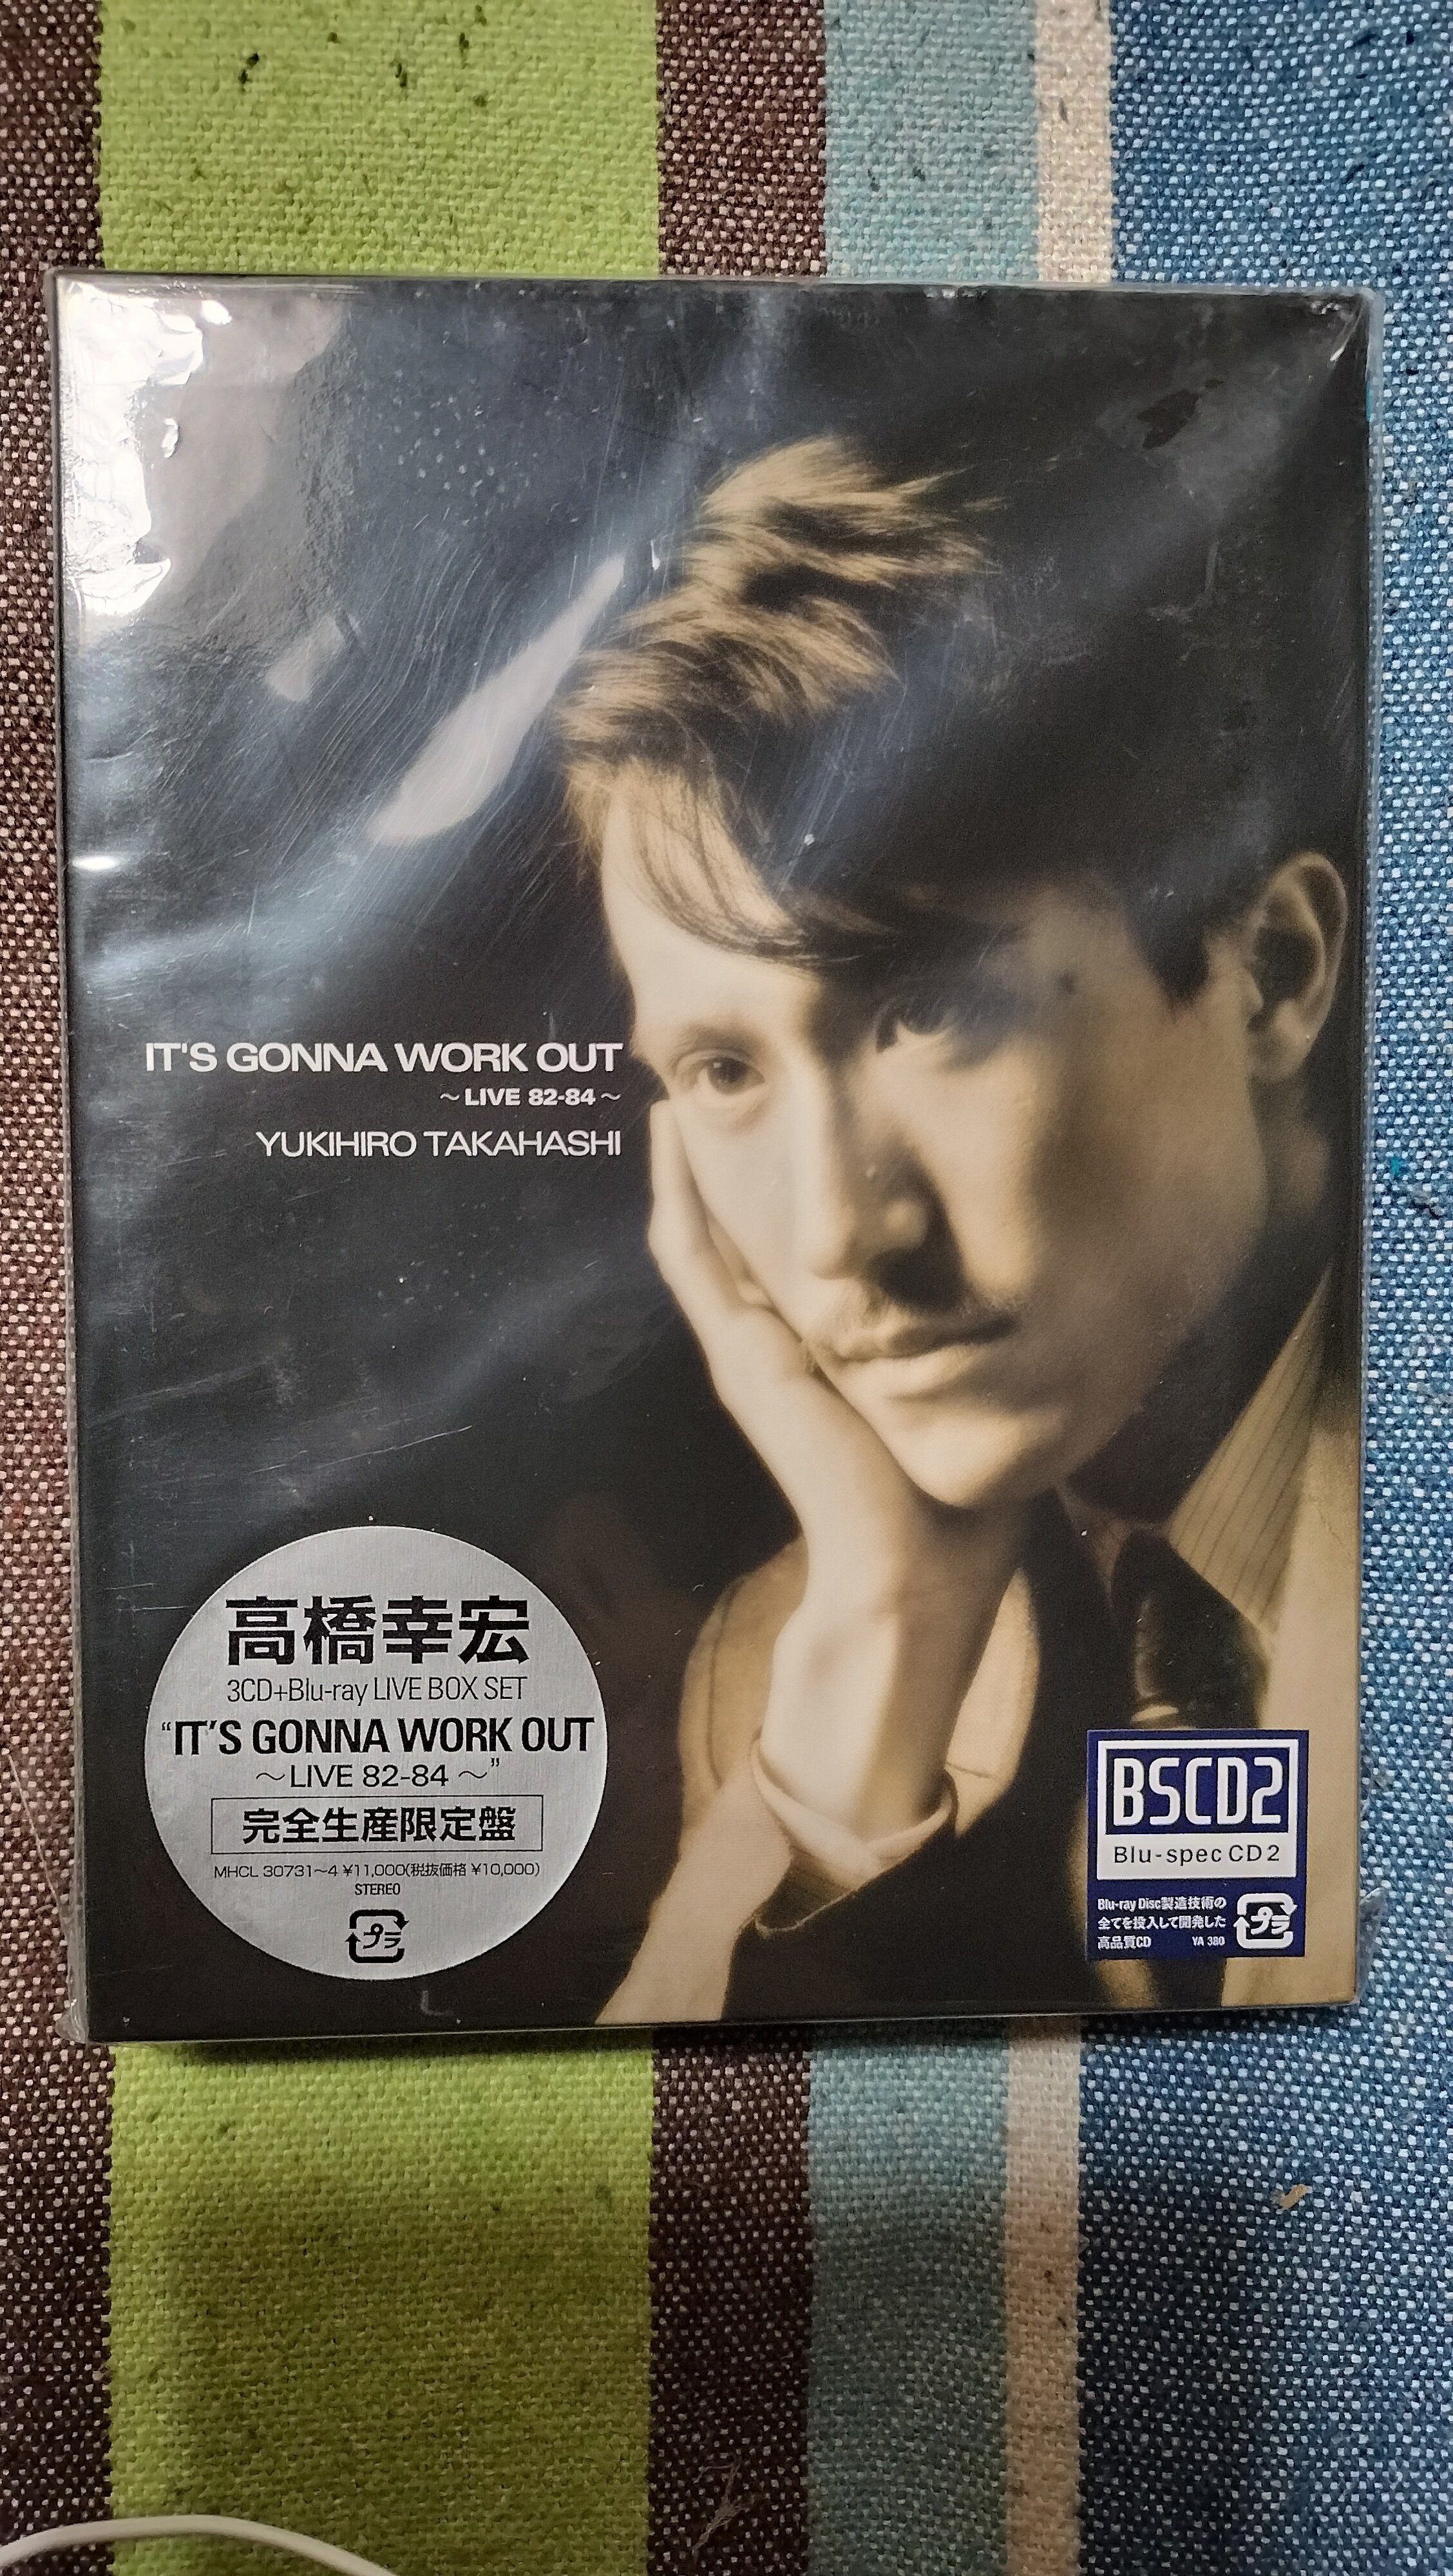 IT'S GONNA WORK OUT
～LIVE 82-84～
YUKIHIRO TAKAHASHI
高橋幸宏
3CD+Blu-ray LIVE BOX SET
“IT'S GONNA WORK OUT
～LIVE 82-84～”
完全生産限定盤
MHCL 30731～4 ¥11,000(税抜価格 ¥10,000)
STEREO
プラ
BSCD2
Blu-spec CD2
Blu-ray Disc製造技術の
全てを投入して開発した
高品質CD YA 380
プラ